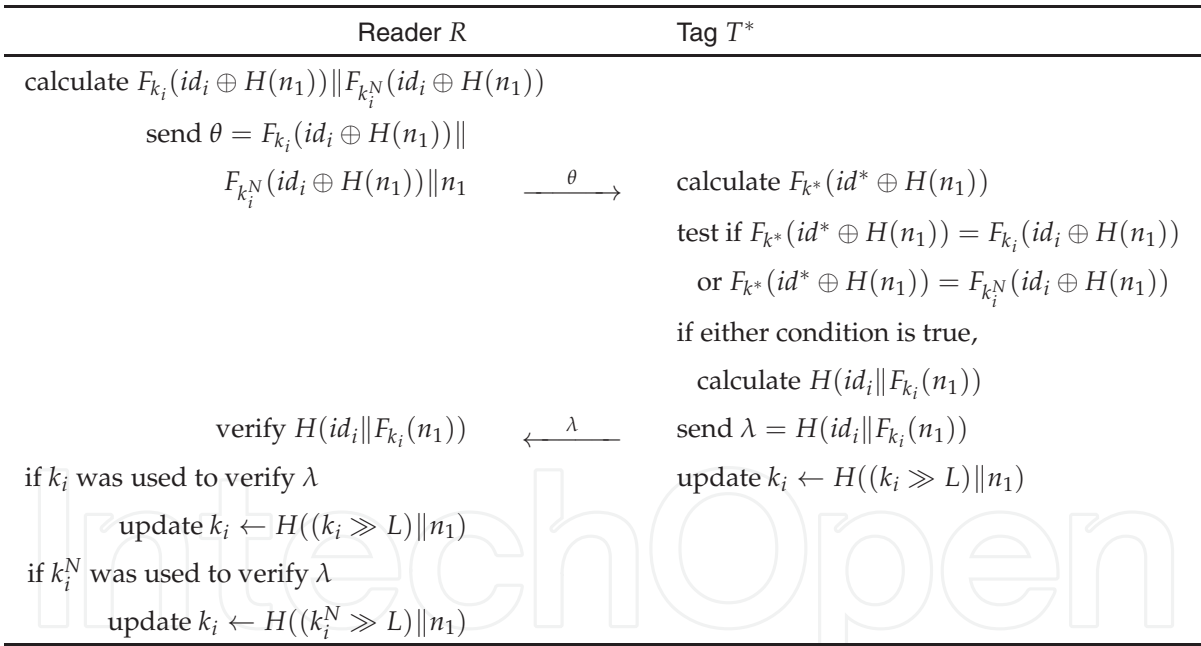 Reader R Tag T*
calculate F_{k_i}(id_i ⊕ H(n_1))‖F_{k_i^N}(id_i ⊕ H(n_1))
send θ = F_{k_i}(id_i ⊕ H(n_1))‖
F_{k_i^N}(id_i ⊕ H(n_1))‖n_1 θ → calculate F_{k*}(id* ⊕ H(n_1))
test if F_{k*}(id* ⊕ H(n_1)) = F_{k_i}(id_i ⊕ H(n_1))
or F_{k*}(id* ⊕ H(n_1)) = F_{k_i^N}(id_i ⊕ H(n_1))
if either condition is true,
calculate H(id_i‖F_{k_i}(n_1))
verify H(id_i‖F_{k_i}(n_1)) ← λ send λ = H(id_i‖F_{k_i}(n_1))
if k_i was used to verify λ update k_i ← H((k_i ≫ L)‖n_1)
update k_i ← H((k_i ≫ L)‖n_1)
if k_i^N was used to verify λ
update k_i ← H((k_i^N ≫ L)‖n_1)
IntechOpen